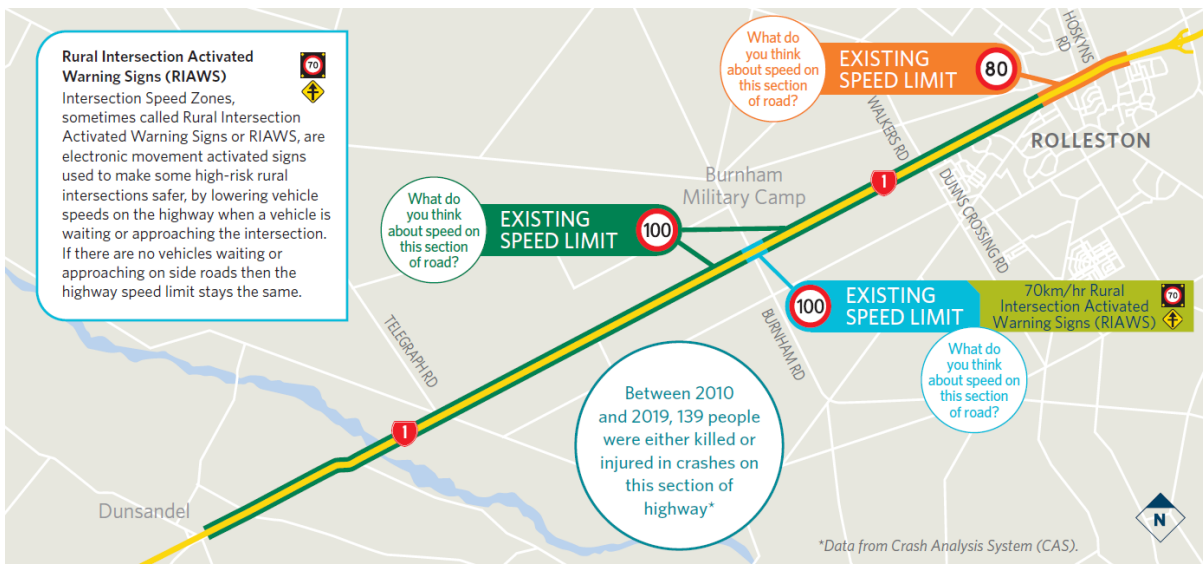 Rural Intersection Activated
Warning Signs (RIAWS)
70
Intersection Speed Zones,
sometimes called Rural Intersection
Activated Warning Signs or RIAWS, are
electronic movement activated signs
used to make some high-risk rural
intersections safer, by lowering vehicle
speeds on the highway when a vehicle is
waiting or approaching the intersection.
If there are no vehicles waiting or
approaching on side roads then the
highway speed limit stays the same.
What do
you think
about speed on
this section
of road?
EXISTING
SPEED LIMIT
80
HOSKYNS
RD
ROLLESTON
WALKERS RD
DUNNS CROSSING RD
Burnham
Military Camp
1
What do
you think
about speed on
this section
of road?
EXISTING
SPEED LIMIT
100
100
EXISTING
SPEED LIMIT
70km/hr Rural
Intersection Activated
Warning Signs (RIAWS)
70
What do
you think
about speed on
this section
of road?
BURNHAM RD
TELEGRAPH RD
1
Between 2010
and 2019, 139 people
were either killed or
injured in crashes on
this section of
highway*
Dunsandel
N
*Data from Crash Analysis System (CAS).